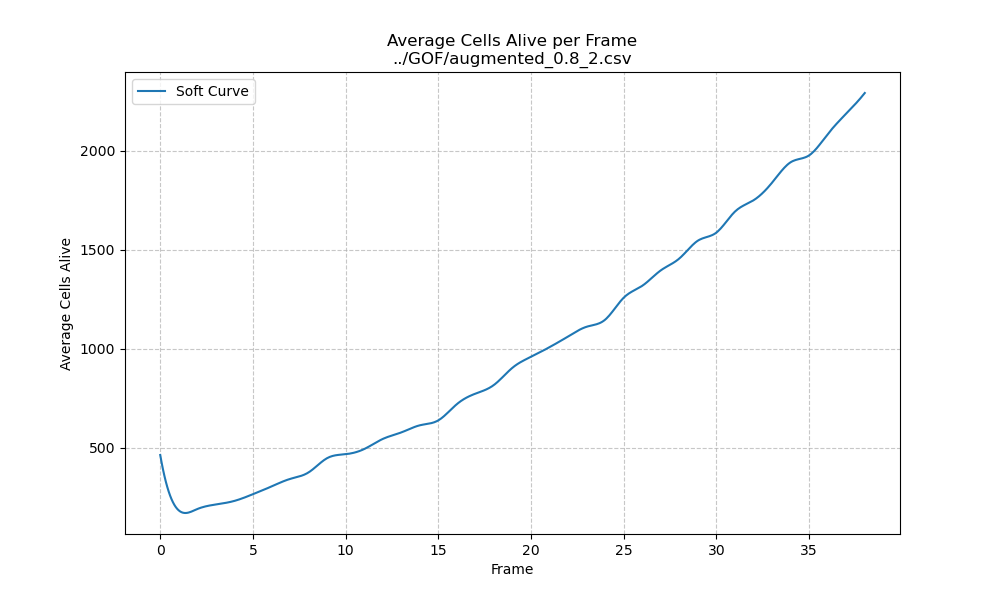 Average Cells Alive per Frame
../GOF/augmented_0.8_2.csv
Soft Curve
Average Cells Alive
2000
1500
1000
500
0 5 10 15 20 25 30 35
Frame